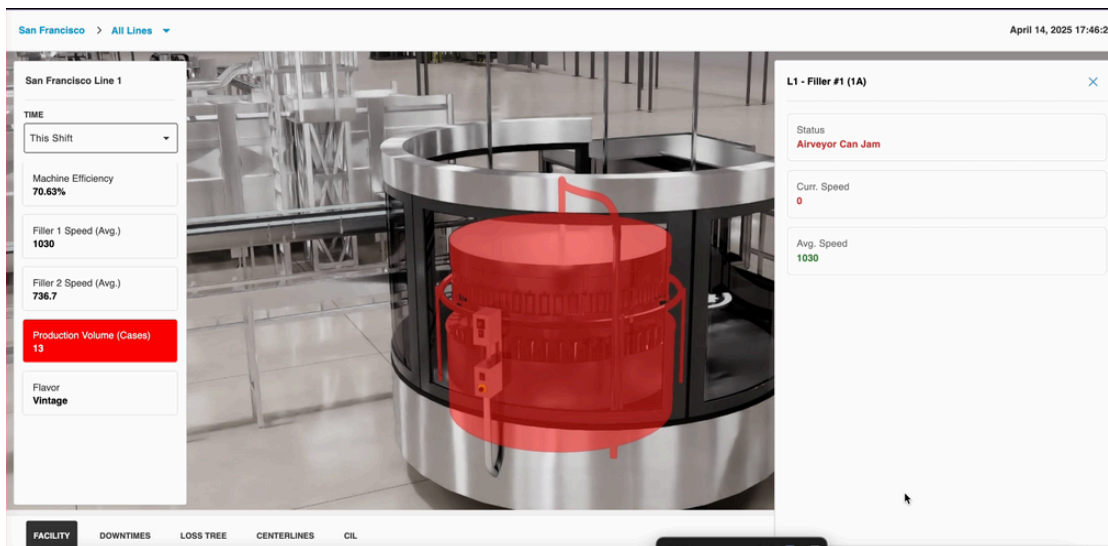 San Francisco > All Lines
April 14, 2025 17:46:2
San Francisco Line 1
TIME
This Shift
Machine Efficiency
70.63%
Filler 1 Speed (Avg.)
1030
Filler 2 Speed (Avg.)
736.7
Production Volume (Cases)
13
Flavor
Vintage
L1 - Filler #1 (1A)
Status
Airveyor Can Jam
Curr. Speed
0
Avg. Speed
1030
FACILITY DOWNTIMES LOSS TREE CENTERLINES CIL